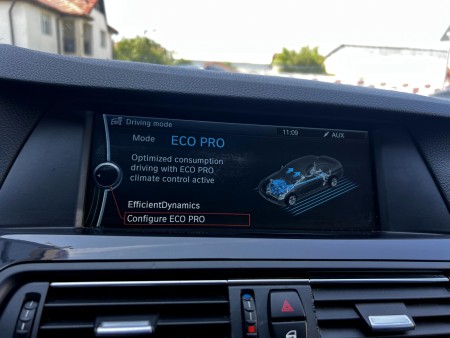 Driving mode
11:09
AUX
Mode ECO PRO
Optimized consumption
driving with ECO PRO
climate control active
EfficientDynamics
Configure ECO PRO